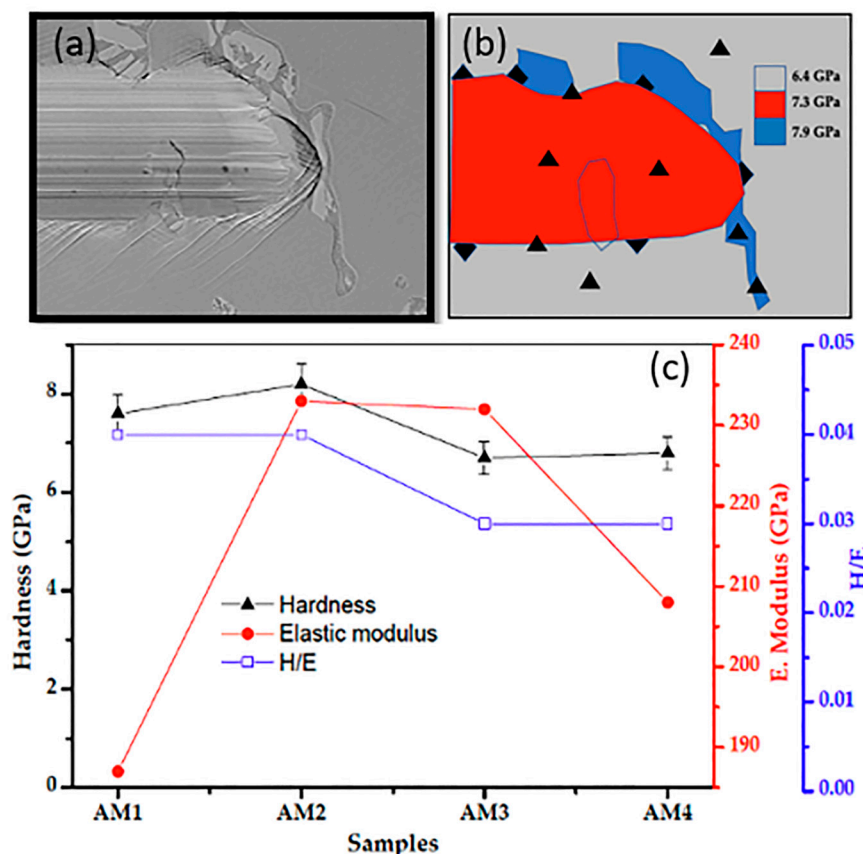 (a)
(b)
6.4 GPa
7.3 GPa
7.9 GPa
(c)
Hardness (GPa)
8
6
4
2
0
Hardness
Elastic modulus
H/E
AM1 AM2 AM3 AM4
Samples
240
230
220
210
200
190
E. Modulus (GPa)
0.05
0.04
0.03
0.02
0.01
0.00
H/E